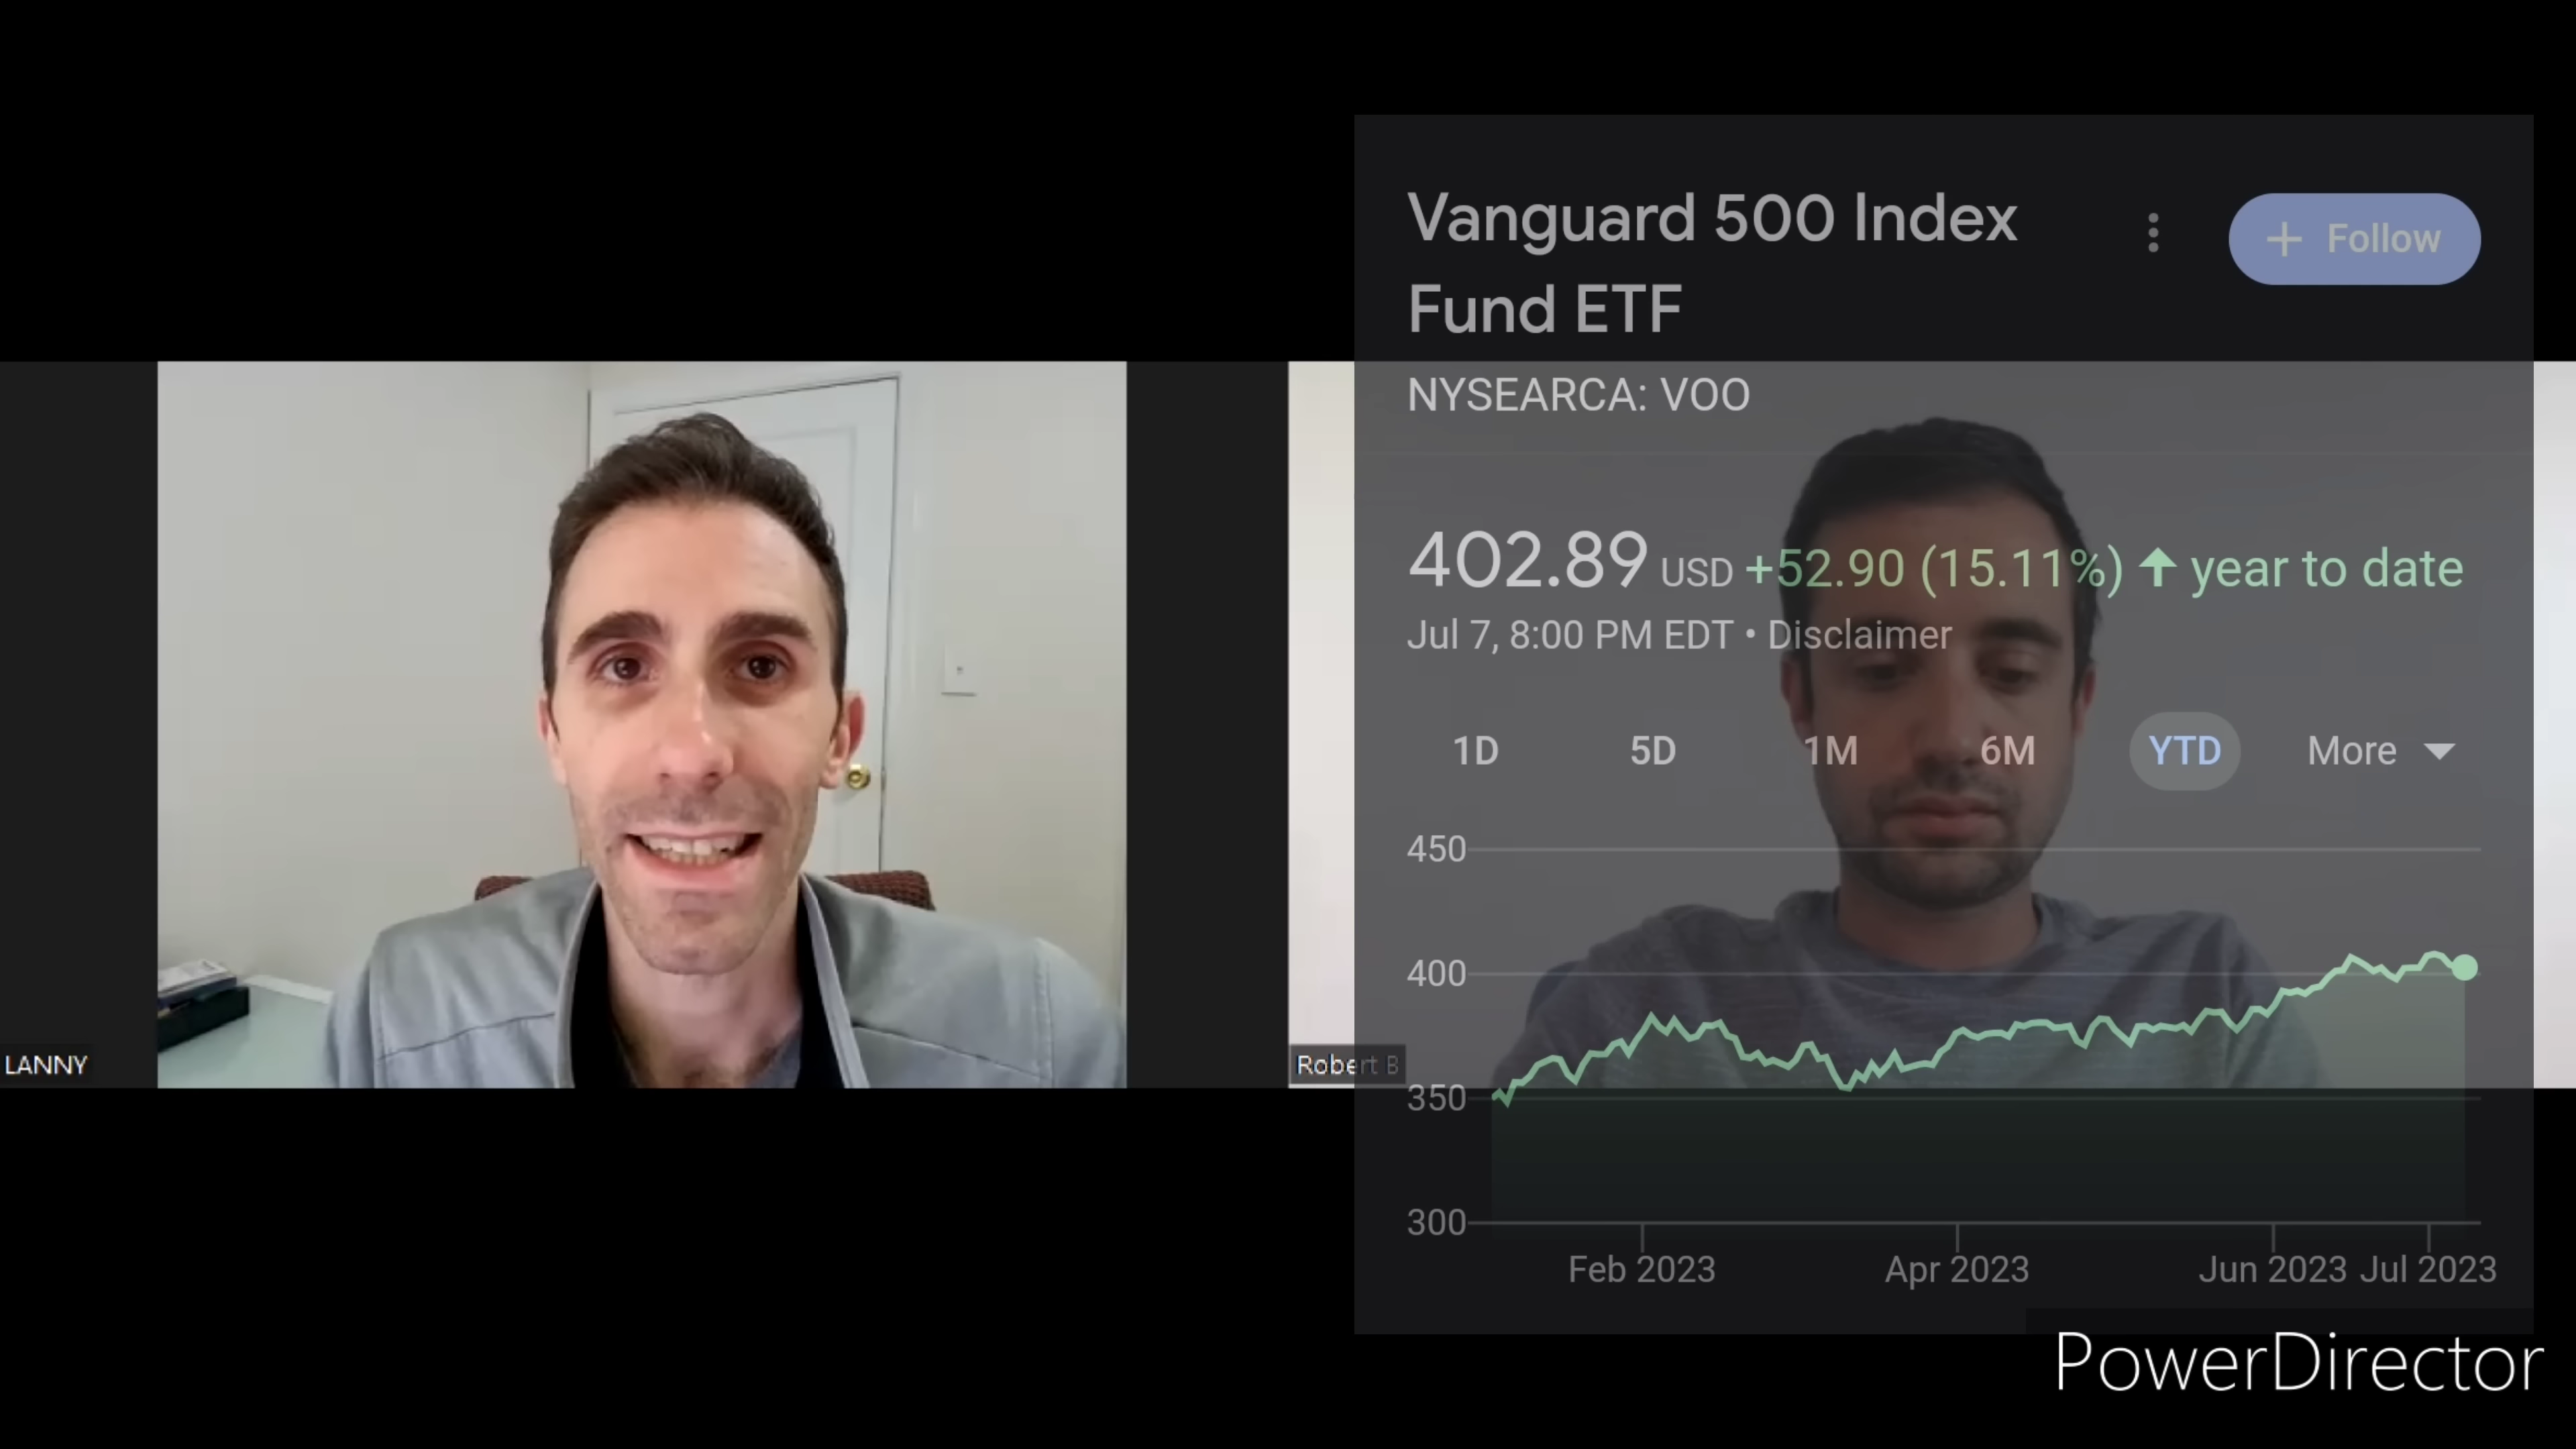 Vanguard 500 Index
Fund ETF
+ Follow
NYSEARCA: VOO
402.89 USD +52.90 (15.11%) ↑ year to date
Jul 7, 8:00 PM EDT • Disclaimer
1D 5D 1M 6M YTD More
450
400
350
300
Feb 2023 Apr 2023 Jun 2023 Jul 2023
LANNY
Robert B
PowerDirector